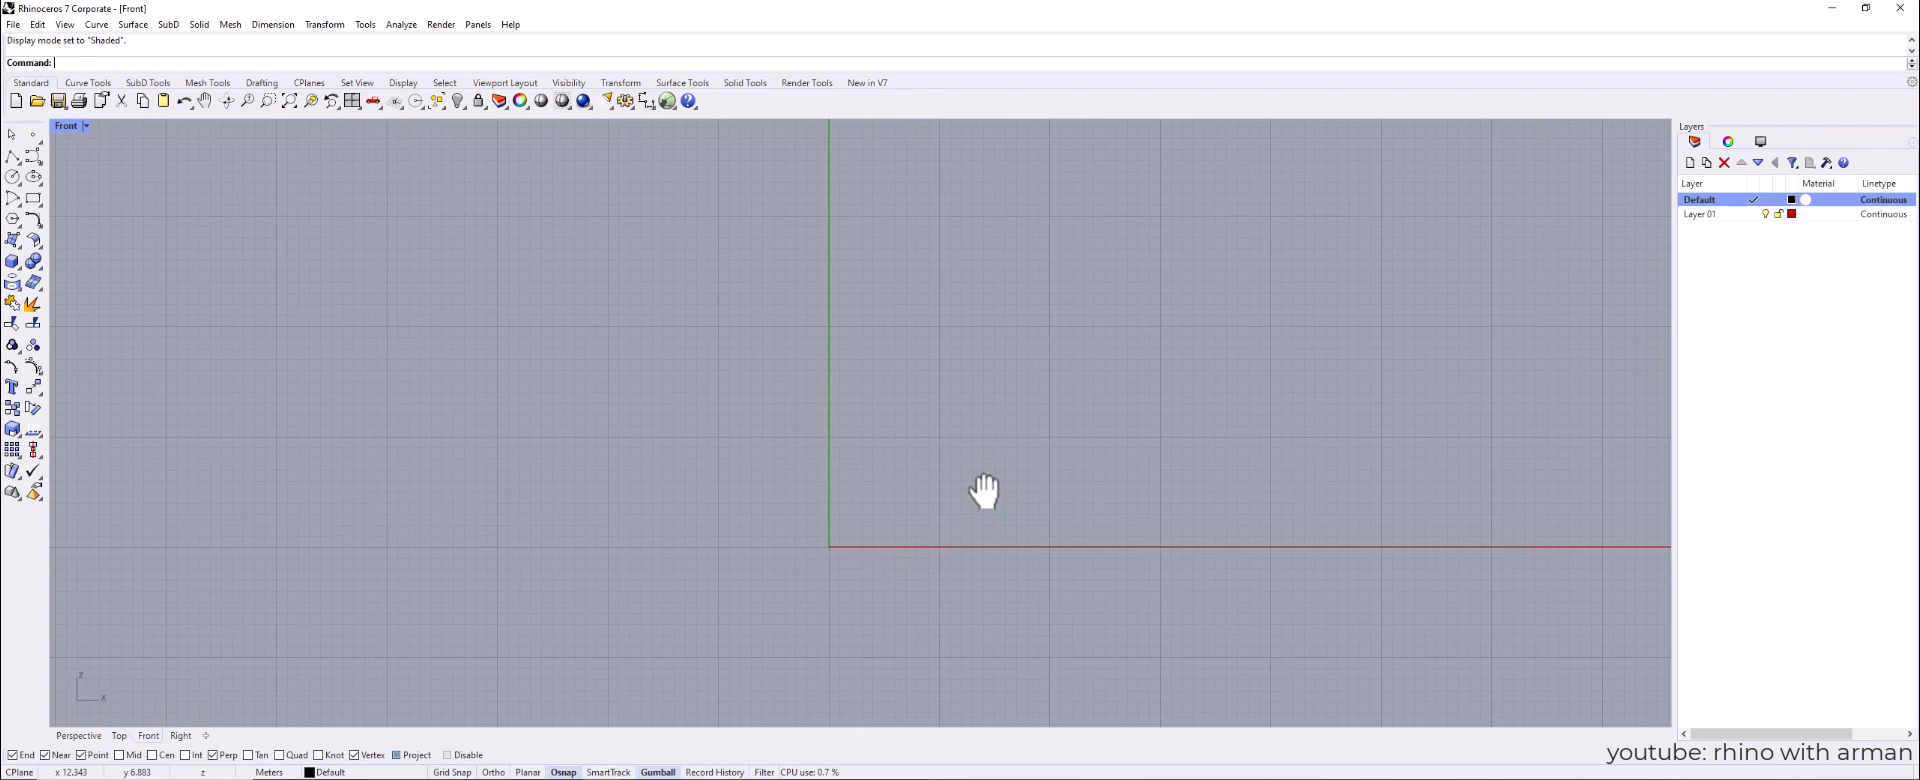 Rhinoceros 7 Corporate - [Front]
File Edit View Curve Surface SubD Solid Mesh Dimension Transform Tools Analyze Render Panels Help
Display mode set to "Shaded".
Command:
Standard Curve Tools SubD Tools Mesh Tools Drafting CPlanes Set View Display Select Viewport Layout Visibility Transform Surface Tools Solid Tools Render Tools New in V7
Front
Layers
Layer Material Linetype
Default Continuous
Layer 01 Continuous
z
x
Perspective Top Front Right
End Near Point Mid Cen Int Perp Tan Quad Knot Vertex Project Disable
youtube: rhino with arman
CPlane x 12.343 y 6.883 z Meters Default Grid Snap Ortho Planar Osnap SmartTrack Gumball Record History Filter CPU use: 0.7 %